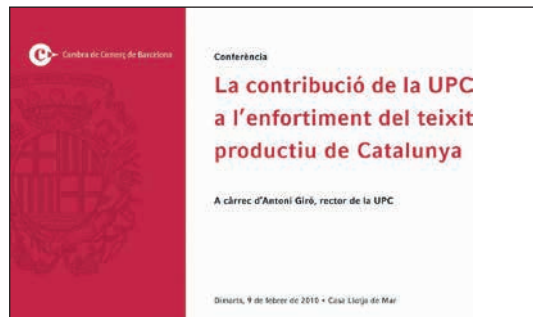 Cambra de Comerç de Barcelona
Conferència
La contribució de la UPC
a l'enfortiment del teixit
productiu de Catalunya
A càrrec d'Antoni Giró, rector de la UPC
Dimarts, 9 de febrer de 2010 • Casa Llotja de Mar